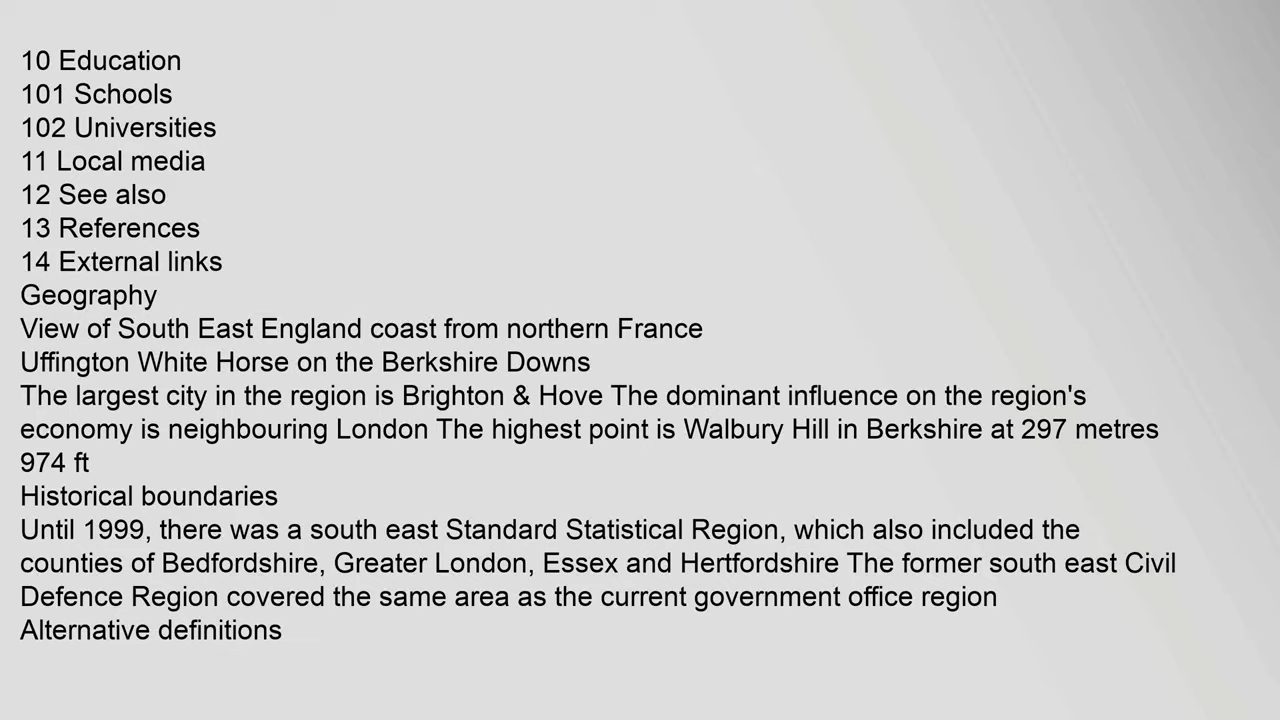 10 Education
101 Schools
102 Universities
11 Local media
12 See also
13 References
14 External links
Geography
View of South East England coast from northern France
Uffington White Horse on the Berkshire Downs
The largest city in the region is Brighton & Hove The dominant influence on the region's
economy is neighbouring London The highest point is Walbury Hill in Berkshire at 297 metres
974 ft
Historical boundaries
Until 1999, there was a south east Standard Statistical Region, which also included the
counties of Bedfordshire, Greater London, Essex and Hertfordshire The former south east Civil
Defence Region covered the same area as the current government office region
Alternative definitions